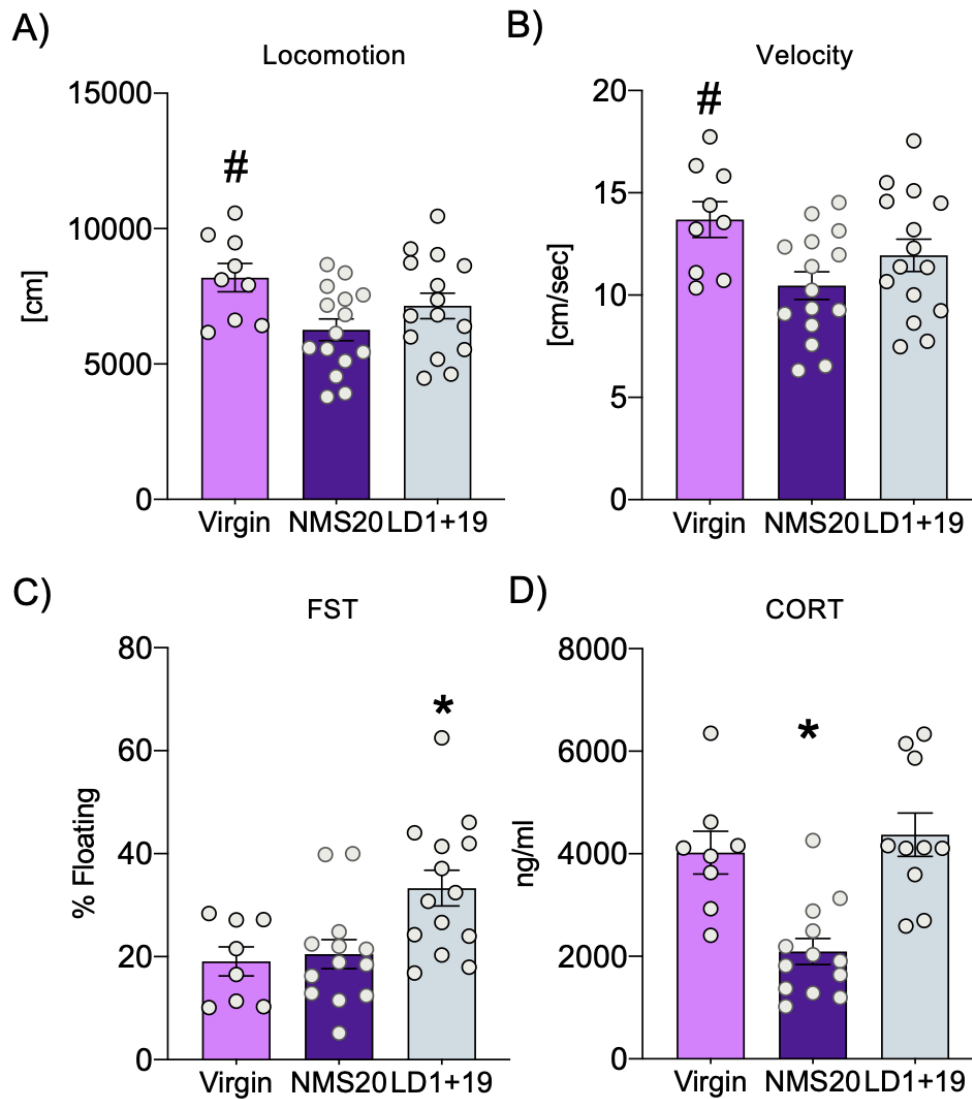 A)
Locomotion
15000
10000
5000
0
[cm]
#
Virgin NMS20 LD1+19
B)
Velocity
20
15
10
5
0
[cm/sec]
#
Virgin NMS20 LD1+19
C)
FST
80
60
40
20
0
% Floating
*
Virgin NMS20 LD1+19
D)
CORT
8000
6000
4000
2000
0
ng/ml
*
Virgin NMS20 LD1+19